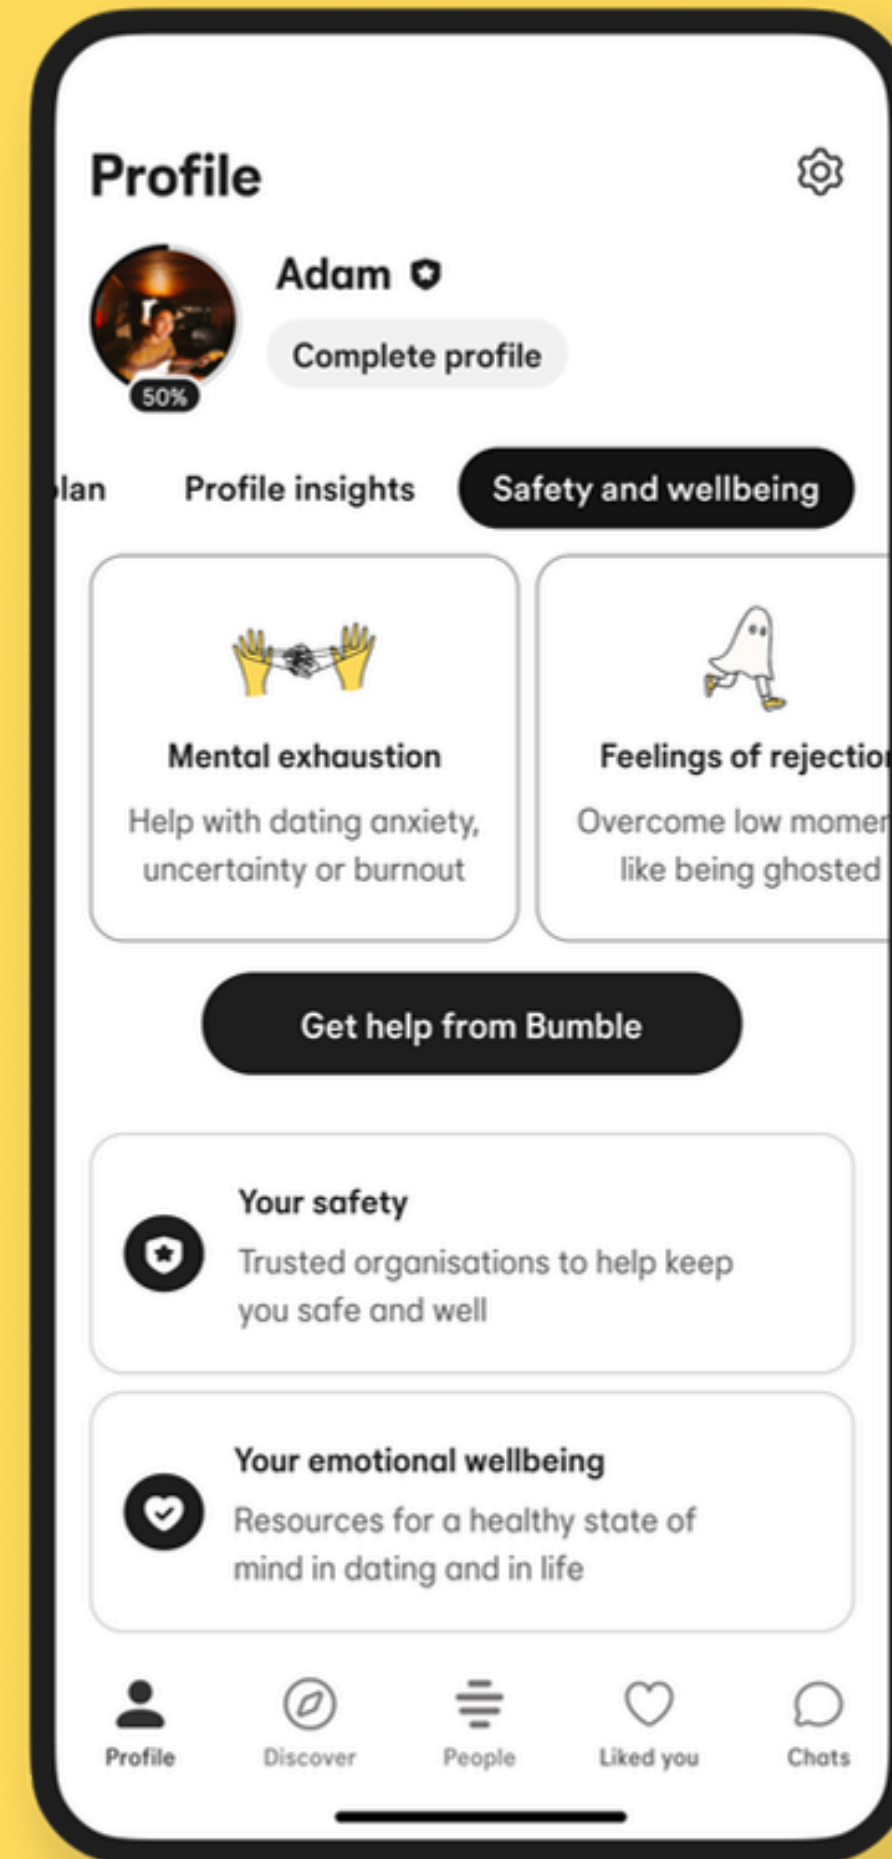 Profile
Adam
Complete profile
50%
plan
Profile insights
Safety and wellbeing
Mental exhaustion
Help with dating anxiety,
uncertainty or burnout
Feelings of rejection
Overcome low momen
like being ghosted
Get help from Bumble
Your safety
Trusted organisations to help keep
you safe and well
Your emotional wellbeing
Resources for a healthy state of
mind in dating and in life
Profile
Discover
People
Liked you
Chats